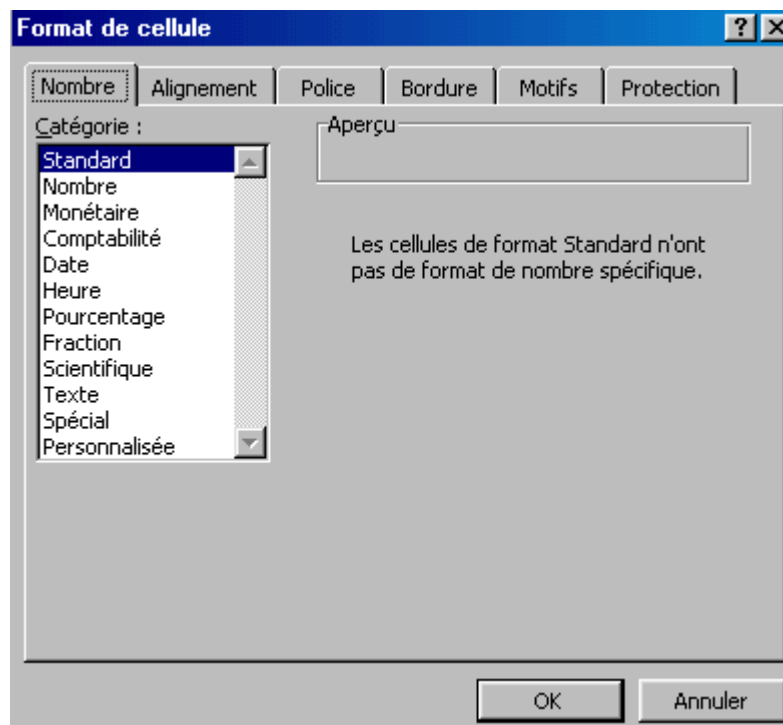 Format de cellule
Nombre Alignement Police Bordure Motifs Protection
Catégorie :
Aperçu
Standard
Nombre
Monétaire
Comptabilité
Date
Heure
Pourcentage
Fraction
Scientifique
Texte
Spécial
Personnalisée
Les cellules de format Standard n'ont
pas de format de nombre spécifique.
OK Annuler